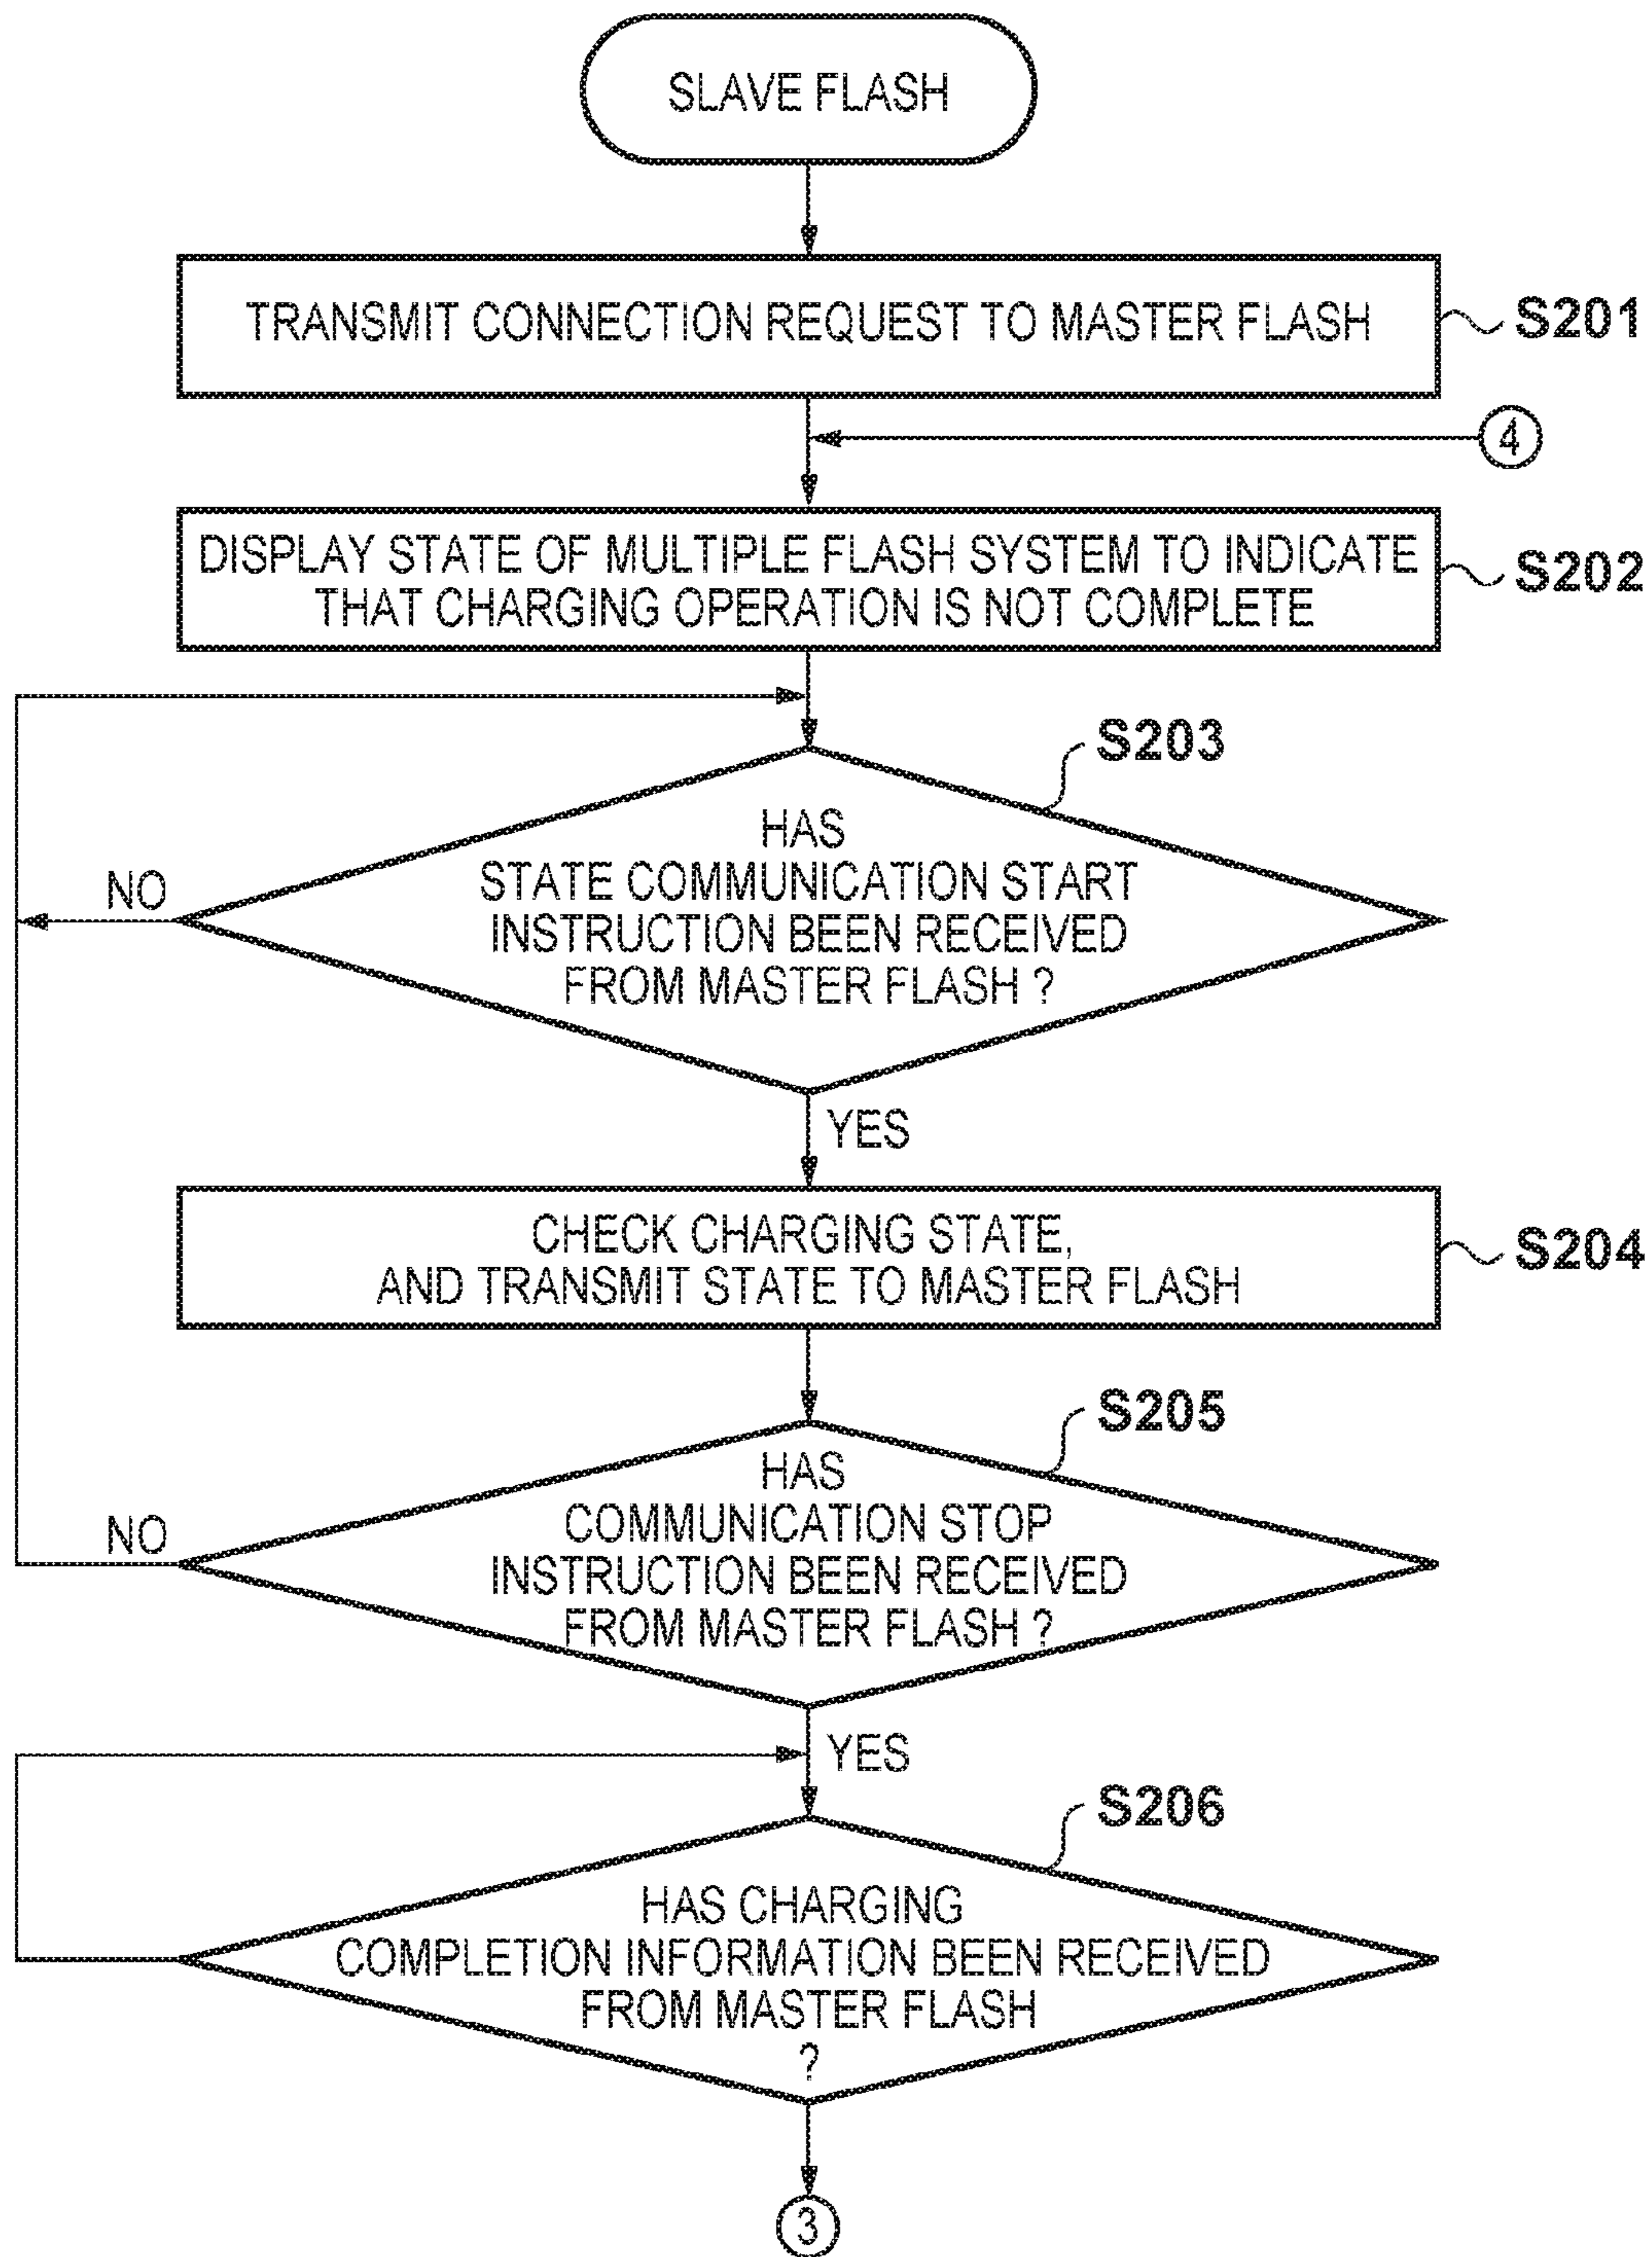 SLAVE FLASH
TRANSMIT CONNECTION REQUEST TO MASTER FLASH
S201
4
DISPLAY STATE OF MULTIPLE FLASH SYSTEM TO INDICATE
THAT CHARGING OPERATION IS NOT COMPLETE
S202
S203
HAS
STATE COMMUNICATION START
INSTRUCTION BEEN RECEIVED
FROM MASTER FLASH ?
NO
YES
CHECK CHARGING STATE,
AND TRANSMIT STATE TO MASTER FLASH
S204
S205
HAS
COMMUNICATION STOP
INSTRUCTION BEEN RECEIVED
FROM MASTER FLASH ?
NO
YES
S206
HAS CHARGING
COMPLETION INFORMATION BEEN RECEIVED
FROM MASTER FLASH
?
3